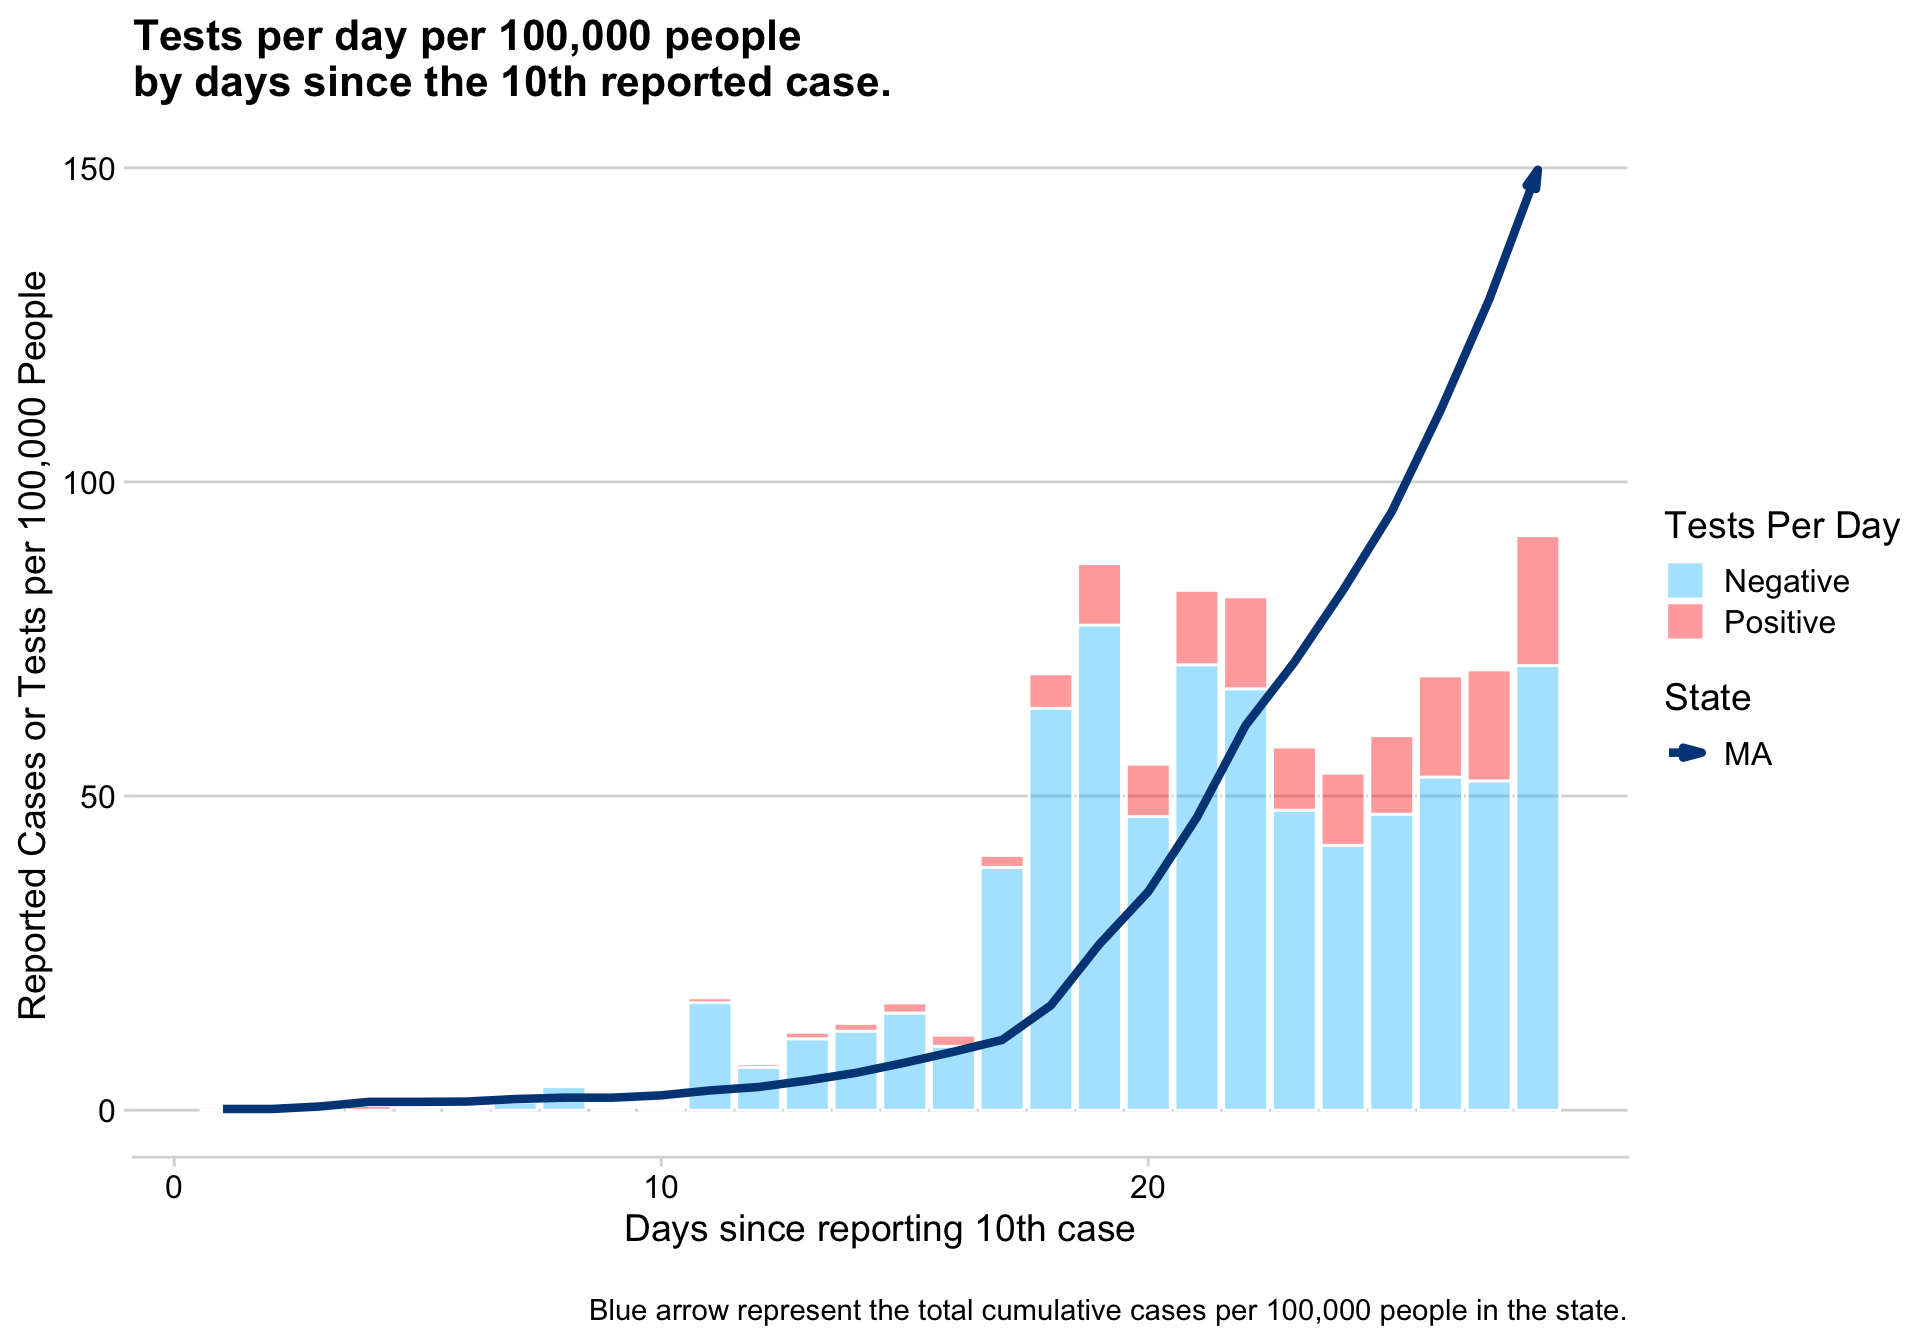 Tests per day per 100,000 people
by days since the 10th reported case.
Reported Cases or Tests per 100,000 People
150
100
50
0
0 10 20
Days since reporting 10th case
Tests Per Day
Negative
Positive
State
MA
Blue arrow represent the total cumulative cases per 100,000 people in the state.